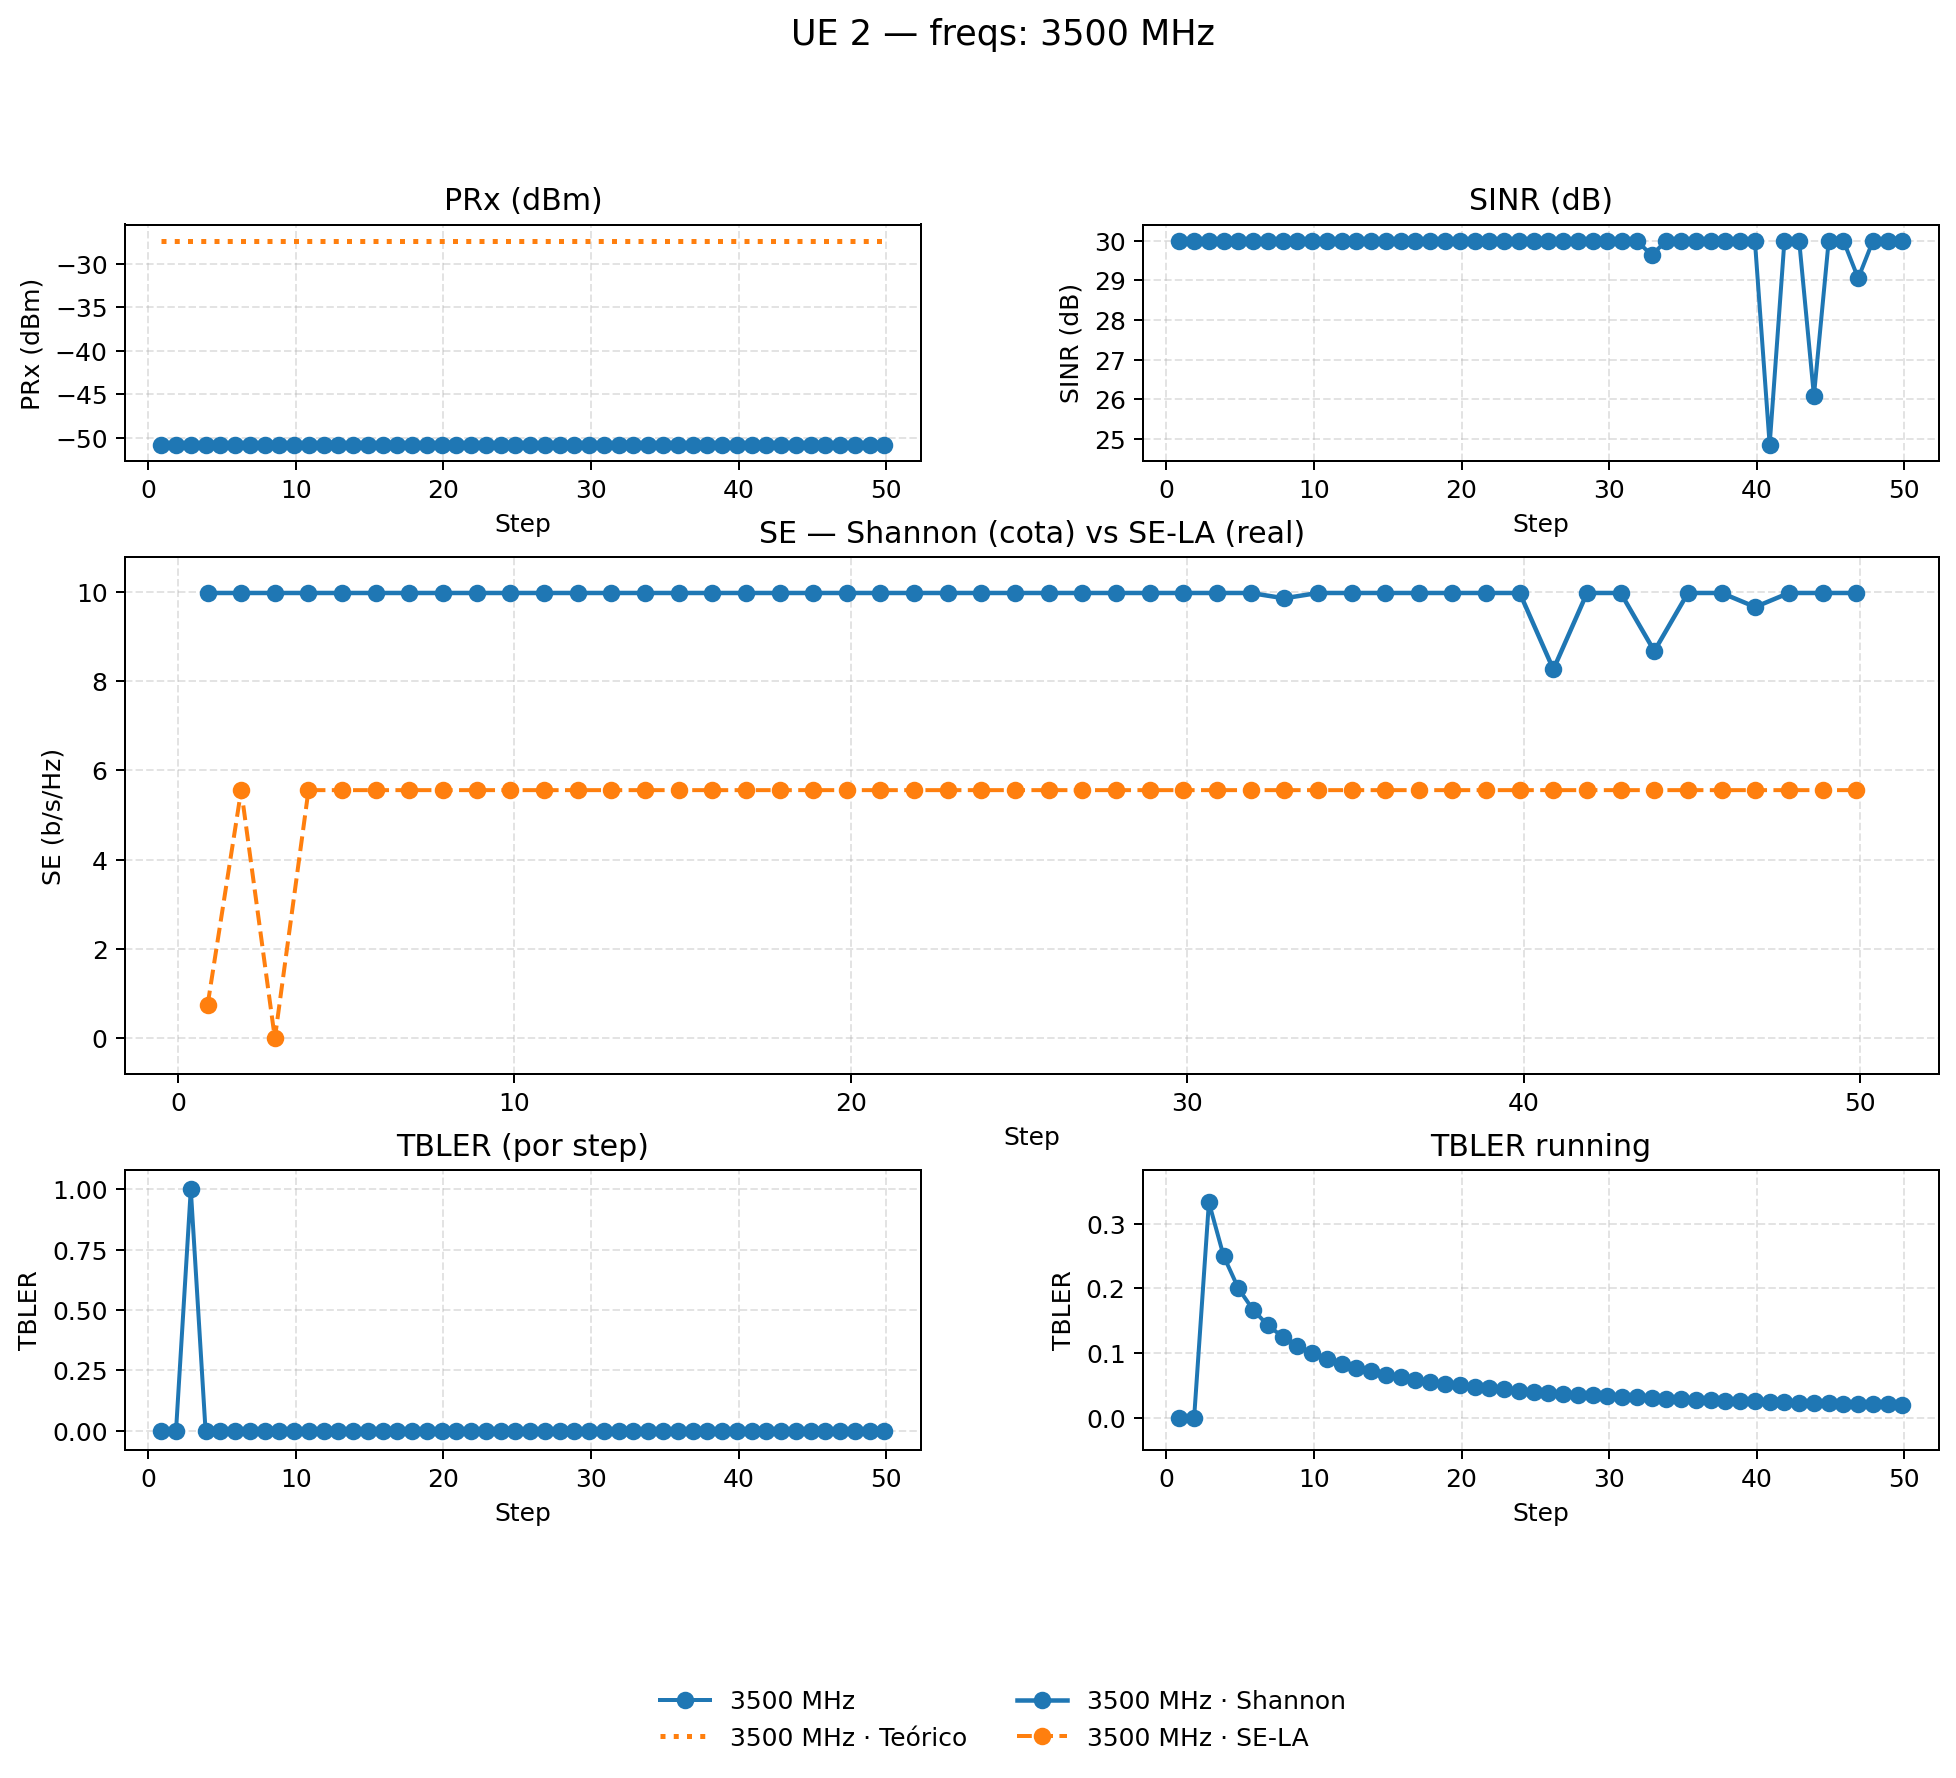 UE 2 — freqs: 3500 MHz
PRx (dBm)
PRx (dBm)
−30
−35
−40
−45
−50
0 10 20 30 40 50
Step
SINR (dB)
SINR (dB)
30
29
28
27
26
25
0 10 20 30 40 50
Step
SE — Shannon (cota) vs SE-LA (real)
SE (b/s/Hz)
10
8
6
4
2
0
0 10 20 30 40 50
Step
TBLER (por step)
TBLER
1.00
0.75
0.50
0.25
0.00
0 10 20 30 40 50
Step
TBLER running
TBLER
0.3
0.2
0.1
0.0
0 10 20 30 40 50
Step
3500 MHz
3500 MHz · Teórico
3500 MHz · Shannon
3500 MHz · SE-LA